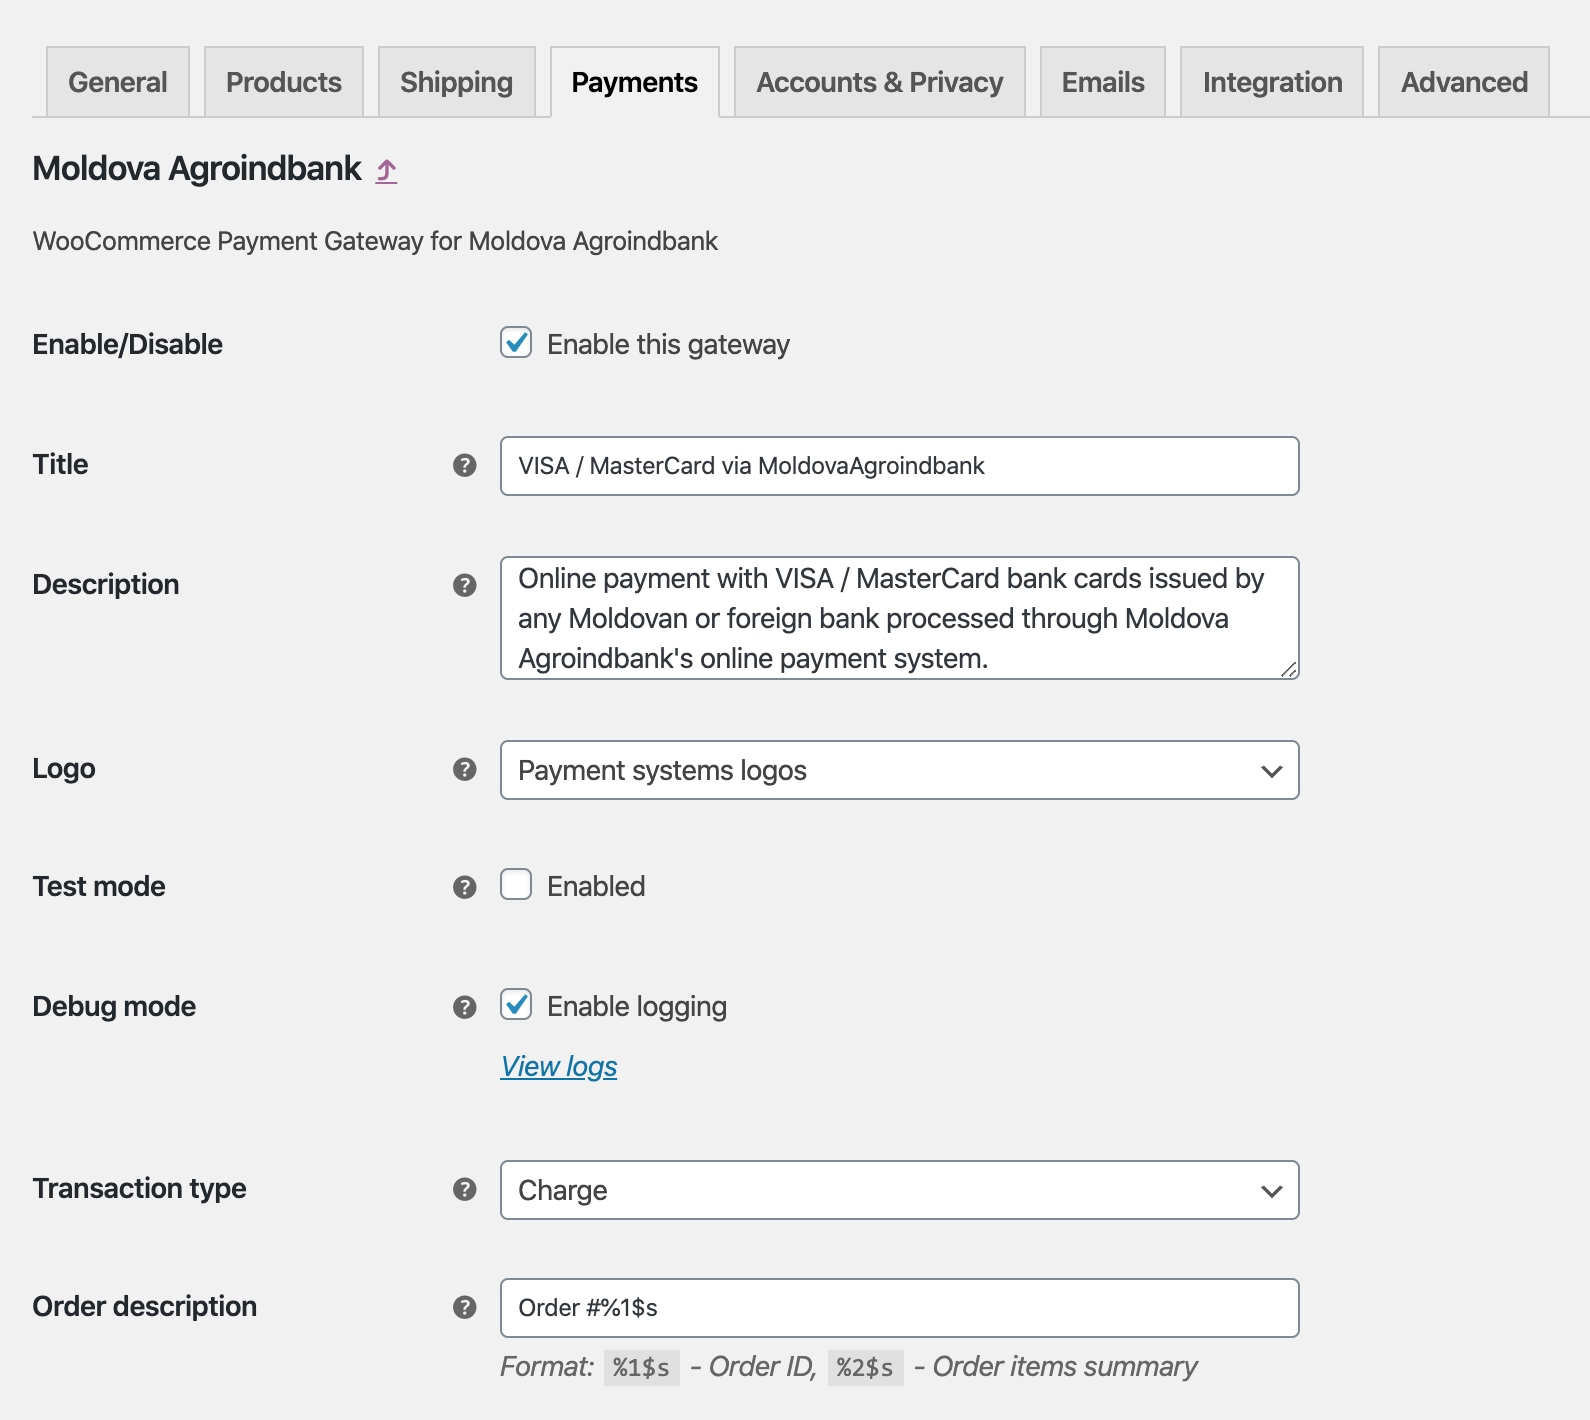 General Products Shipping Payments Accounts & Privacy Emails Integration Advanced
Moldova Agroindbank
WooCommerce Payment Gateway for Moldova Agroindbank
Enable/Disable Enable this gateway
Title ? VISA / MasterCard via MoldovaAgroindbank
Description ? Online payment with VISA / MasterCard bank cards issued by
any Moldovan or foreign bank processed through Moldova
Agroindbank's online payment system.
Logo ? Payment systems logos
Test mode ? Enabled
Debug mode ? Enable logging
View logs
Transaction type ? Charge
Order description ? Order #%1$s
Format: %1$s - Order ID, %2$s - Order items summary